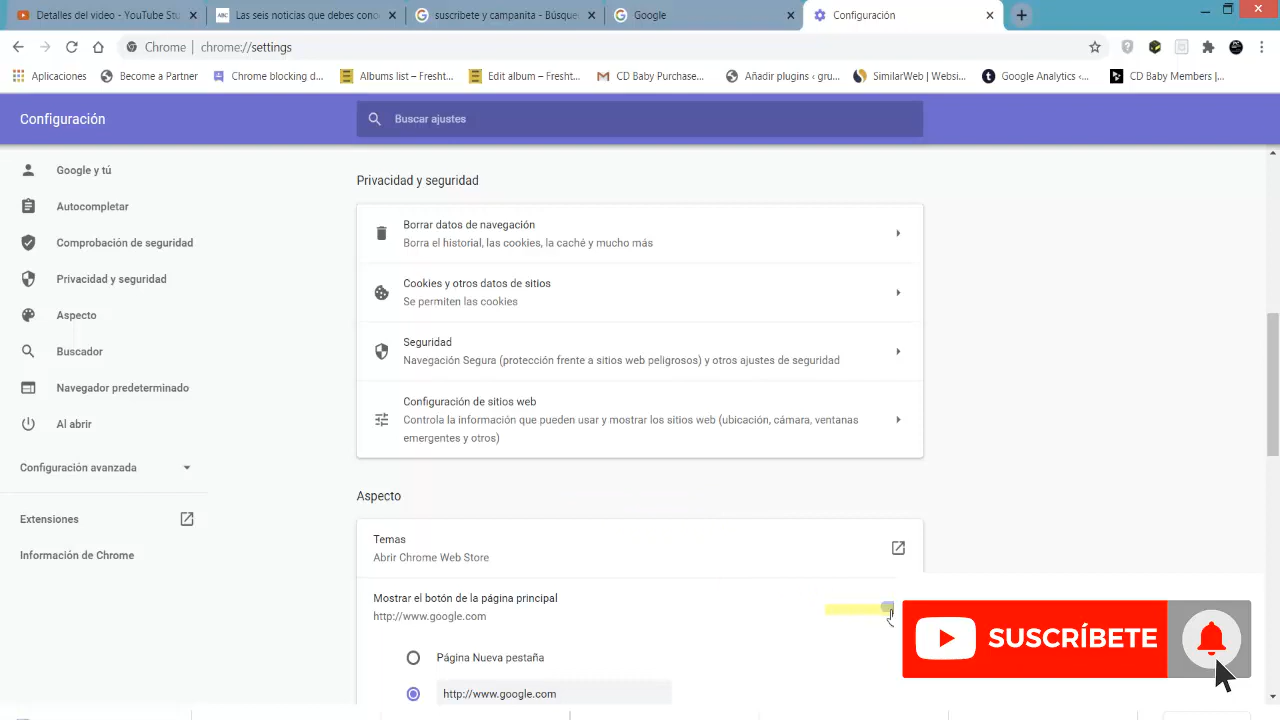 Detalles del video - YouTube Stu
Las seis noticias que debes cono
suscribete y campanita - Búsque
Google
Configuración
Chrome | chrome://settings
Aplicaciones
Become a Partner
Chrome blocking d...
Albums list – Fresht...
Edit album – Fresht...
CD Baby Purchase...
Añadir plugins ‹ gru...
SimilarWeb | Websi...
Google Analytics ‹...
CD Baby Members |...
Configuración
Buscar ajustes
Google y tú
Autocompletar
Comprobación de seguridad
Privacidad y seguridad
Aspecto
Buscador
Navegador predeterminado
Al abrir
Configuración avanzada
Extensiones
Información de Chrome
Privacidad y seguridad
Borrar datos de navegación
Borra el historial, las cookies, la caché y mucho más
Cookies y otros datos de sitios
Se permiten las cookies
Seguridad
Navegación Segura (protección frente a sitios web peligrosos) y otros ajustes de seguridad
Configuración de sitios web
Controla la información que pueden usar y mostrar los sitios web (ubicación, cámara, ventanas
emergentes y otros)
Aspecto
Temas
Abrir Chrome Web Store
Mostrar el botón de la página principal
http://www.google.com
Página Nueva pestaña
http://www.google.com
SUSCRÍBETE